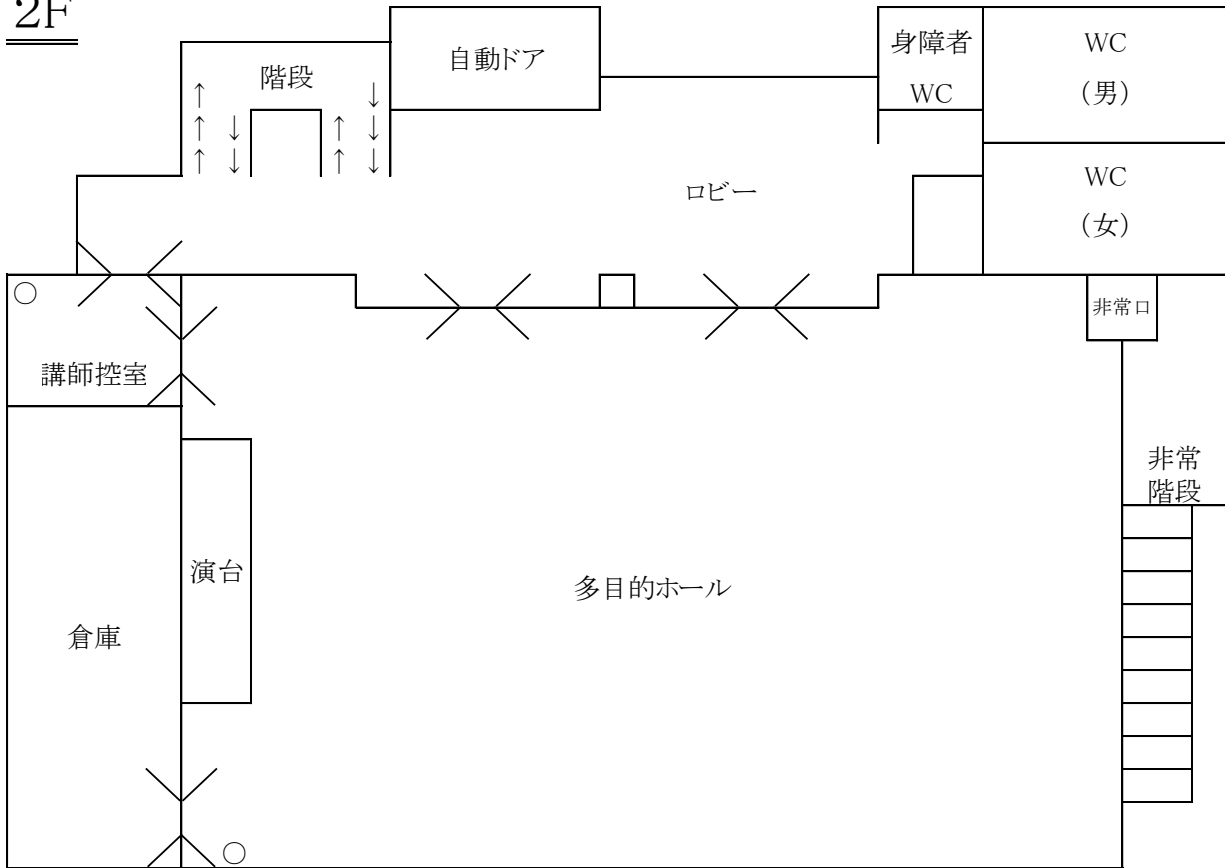 2F
自動ドア
階段
身障者
WC
WC
(男)
↑ ↓
↑ ↓ ↑ ↓
↑ ↓ ↑ ↓
WC
(女)
ロビー
○
非常口
講師控室
非常
階段
演台
多目的ホール
倉庫
○